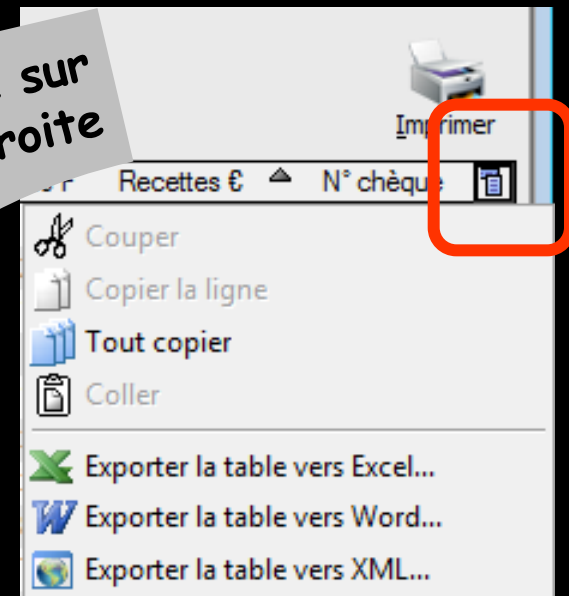 sur
Imprimer
Recettes € N° chèque
Couper
Copier la ligne
Tout copier
Coller
Exporter la table vers Excel...
Exporter la table vers Word...
Exporter la table vers XML...